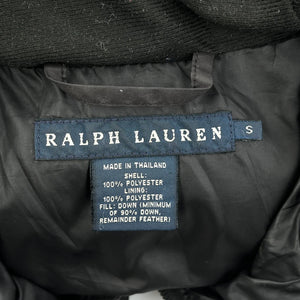 RALPH LAUREN
S
MADE IN THAILAND
SHELL:
100% POLYESTER
LINING:
100% POLYESTER
FILL: DOWN (MINIMUM
OF 90% DOWN,
REMAINDER FEATHER)